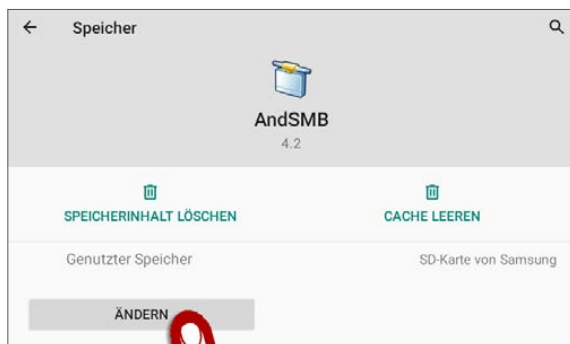 Speicher
AndSMB
4.2
SPEICHERINHALT LÖSCHEN
CACHE LEEREN
Genutzter Speicher
SD-Karte von Samsung
ÄNDERN